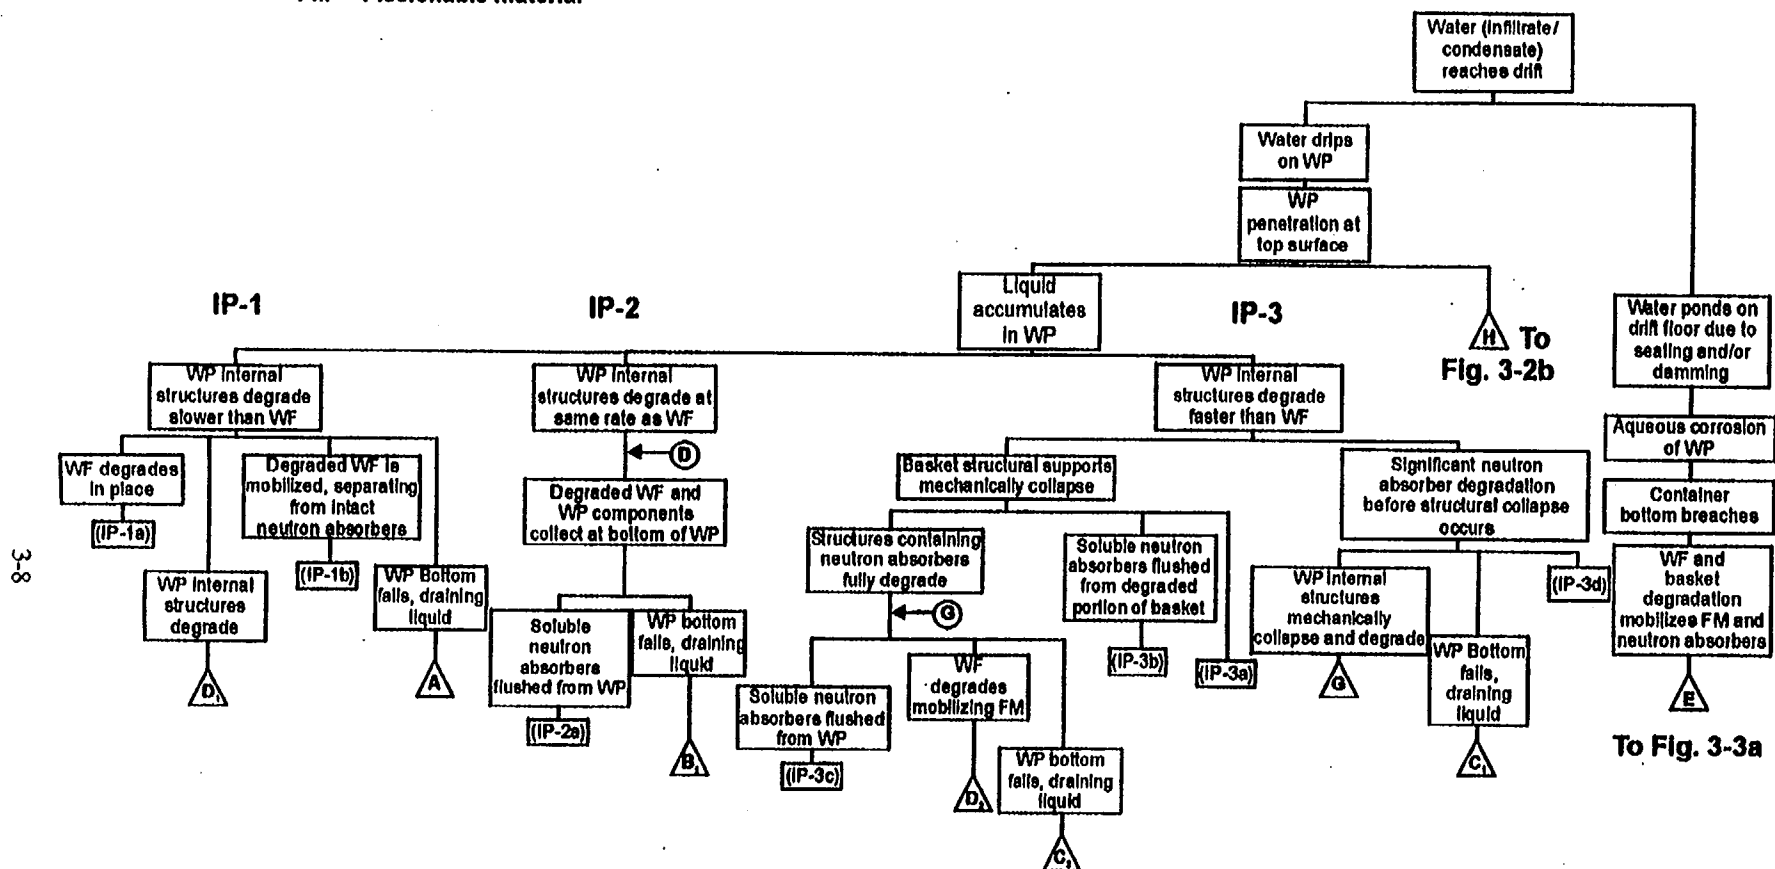 Water (infiltrate/
condensate)
reaches drift
Water drips
on WP
WP
penetration at
top surface
Liquid
accumulates
in WP
IP-1
IP-2
IP-3
H To
Fig. 3-2b
Water ponds on
drift floor due to
sealing and/or
damming
WP internal
structures degrade
slower than WF
WP internal
structures degrade at
same rate as WF
WP internal
structures degrade
faster than WF
Aqueous corrosion
of WP
WF degrades
in place
(IP-1a)
Degraded WF is
mobilized, separating
from intact
neutron absorbers
(IP-1b)
D
Degraded WF and
WP components
collect at bottom of WP
Basket structural supports
mechanically collapse
Significant neutron
absorber degradation
before structural collapse
occurs
Container
bottom breaches
WP internal
structures
degrade
D1
WP Bottom
fails, draining
liquid
A
Structures containing
neutron absorbers
fully degrade
G
Soluble neutron
absorbers flushed
from degraded
portion of basket
(IP-3b)
(IP-3a)
WP internal
structures
mechanically
collapse and degrade
G
(IP-3d)
WF and
basket
degradation
mobilizes FM and
neutron absorbers
E
To Fig. 3-3a
Soluble
neutron
absorbers
flushed from WP
(IP-2a)
WP bottom
fails, draining
liquid
Soluble neutron
absorbers flushed
from WP
(IP-3c)
WF
degrades
mobilizing FM
WP bottom
fails, draining
liquid
WP Bottom
fails,
draining
liquid
C1
3-8